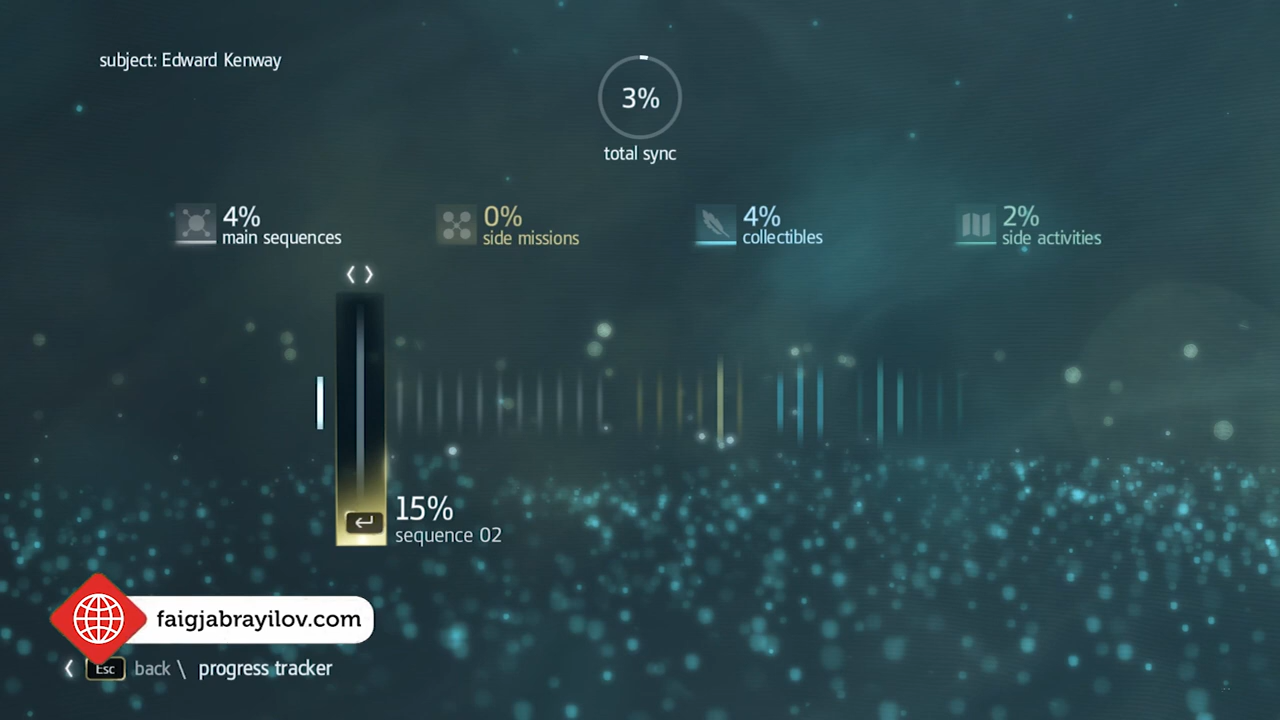 subject: Edward Kenway
3%
total sync
4%
main sequences
0%
side missions
4%
collectibles
2%
side activities
15%
sequence 02
faigjabrayilov.com
Esc back \ progress tracker